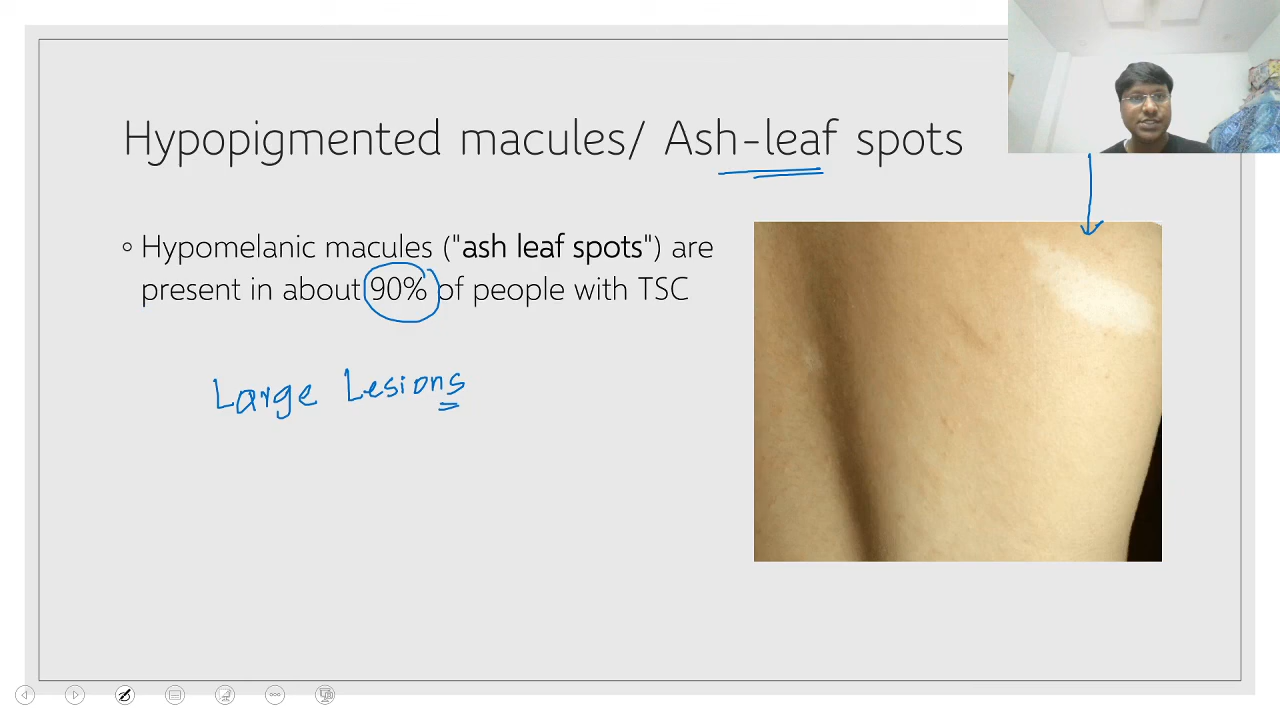 Hypopigmented macules/ Ash-leaf spots
◦ Hypomelanic macules ("ash leaf spots") are
present in about 90% of people with TSC
Large Lesions